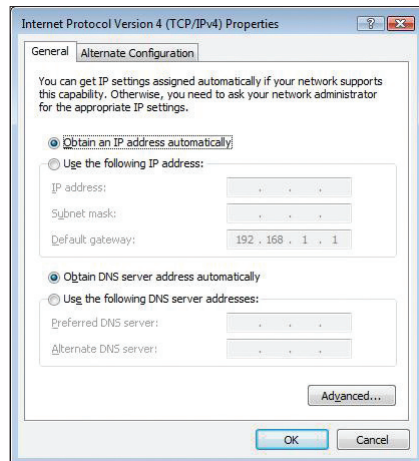 Internet Protocol Version 4 (TCP/IPv4) Properties
General
Alternate Configuration
You can get IP settings assigned automatically if your network supports
this capability. Otherwise, you need to ask your network administrator
for the appropriate IP settings.
Obtain an IP address automatically
Use the following IP address:
IP address:
. . .
Subnet mask:
. . .
Default gateway:
192 . 168 . 1 . 1
Obtain DNS server address automatically
Use the following DNS server addresses:
Preferred DNS server:
. . .
Alternate DNS server:
. . .
Advanced...
OK
Cancel